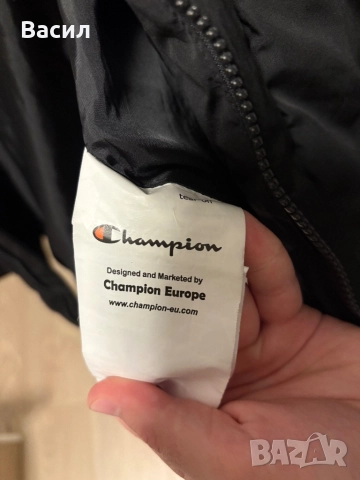 Васил
Champion
Designed and Marketed by
Champion Europe
www.champion-eu.com
BAZAR